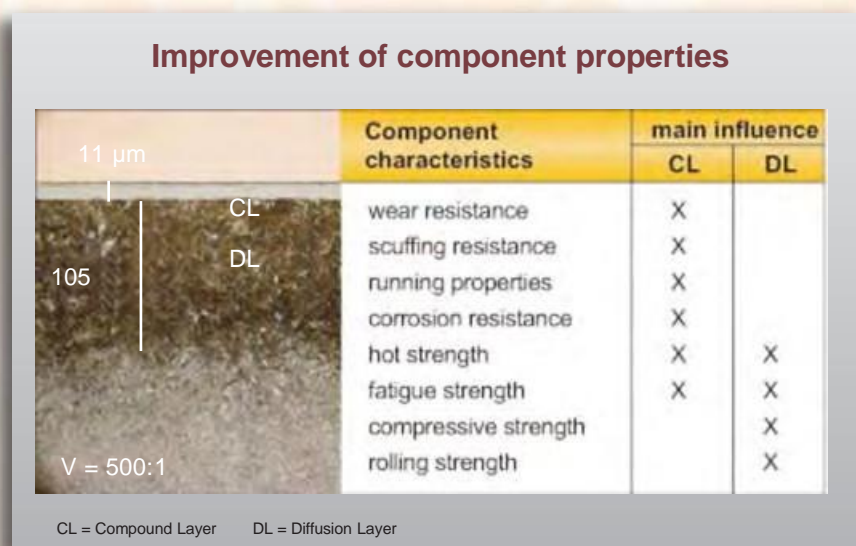 Improvement of component properties
11 µm
CL
DL
105
V = 500:1
Component characteristics
main influence
CL DL
wear resistance X
scuffing resistance X
running properties X
corrosion resistance X
hot strength X X
fatigue strength X X
compressive strength X
rolling strength X
CL = Compound Layer DL = Diffusion Layer